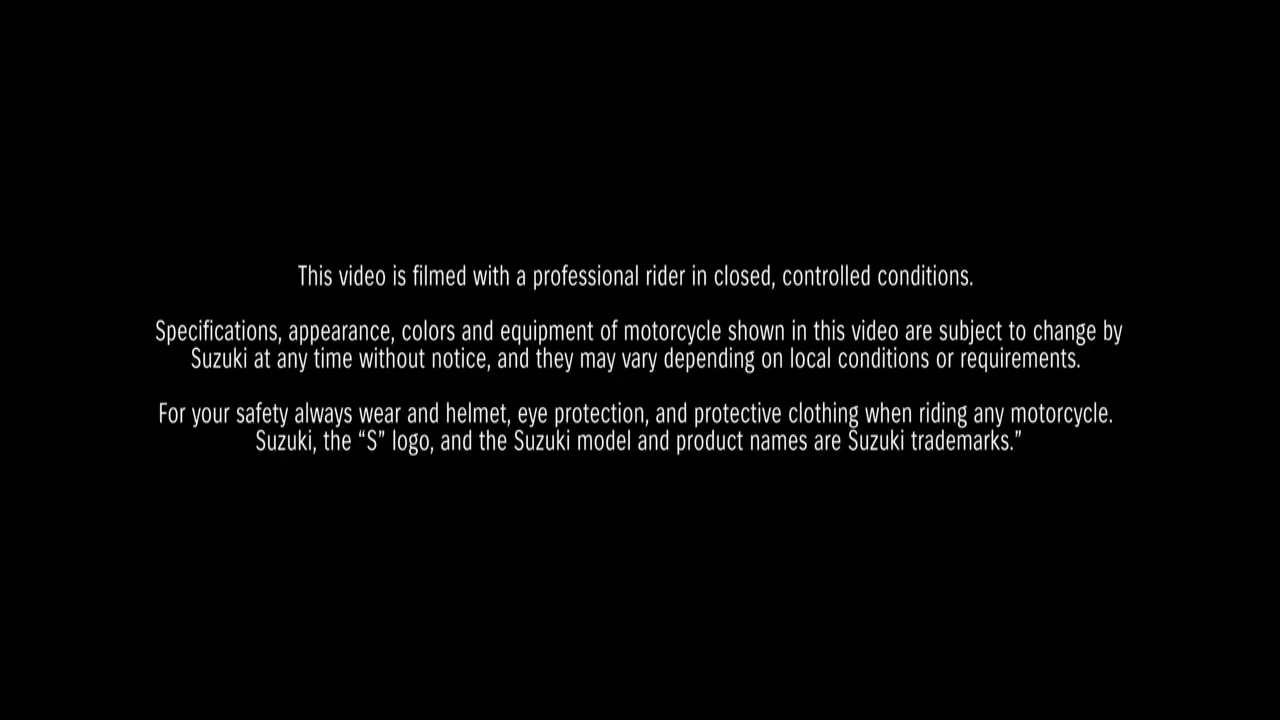 This video is filmed with a professional rider in closed, controlled conditions.
Specifications, appearance, colors and equipment of motorcycle shown in this video are subject to change by
Suzuki at any time without notice, and they may vary depending on local conditions or requirements.
For your safety always wear and helmet, eye protection, and protective clothing when riding any motorcycle.
Suzuki, the “S” logo, and the Suzuki model and product names are Suzuki trademarks.”